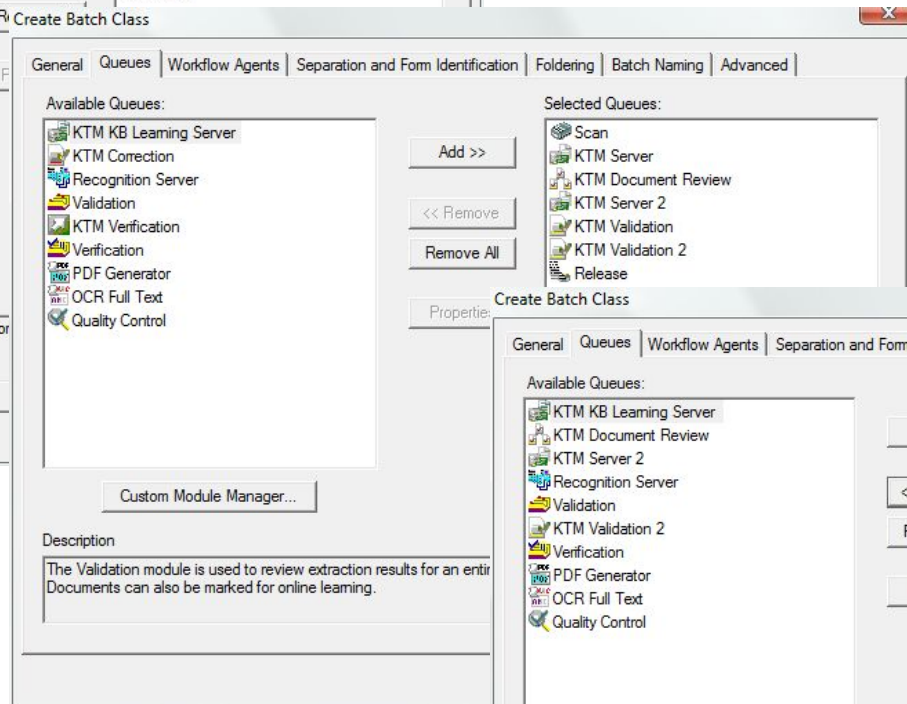 Create Batch Class
General Queues Workflow Agents Separation and Form Identification Foldering Batch Naming Advanced
Available Queues:
KTM KB Learning Server
KTM Correction
Recognition Server
Validation
KTM Verification
Verification
PDF Generator
OCR Full Text
Quality Control
Add >>
<< Remove
Remove All
Properties
Selected Queues:
Scan
KTM Server
KTM Document Review
KTM Server 2
KTM Validation
KTM Validation 2
Release
Custom Module Manager...
Description
The Validation module is used to review extraction results for an entir
Documents can also be marked for online learning.
Create Batch Class
General Queues Workflow Agents Separation and Form
Available Queues:
KTM KB Learning Server
KTM Document Review
KTM Server 2
Recognition Server
Validation
KTM Validation 2
Verification
PDF Generator
OCR Full Text
Quality Control